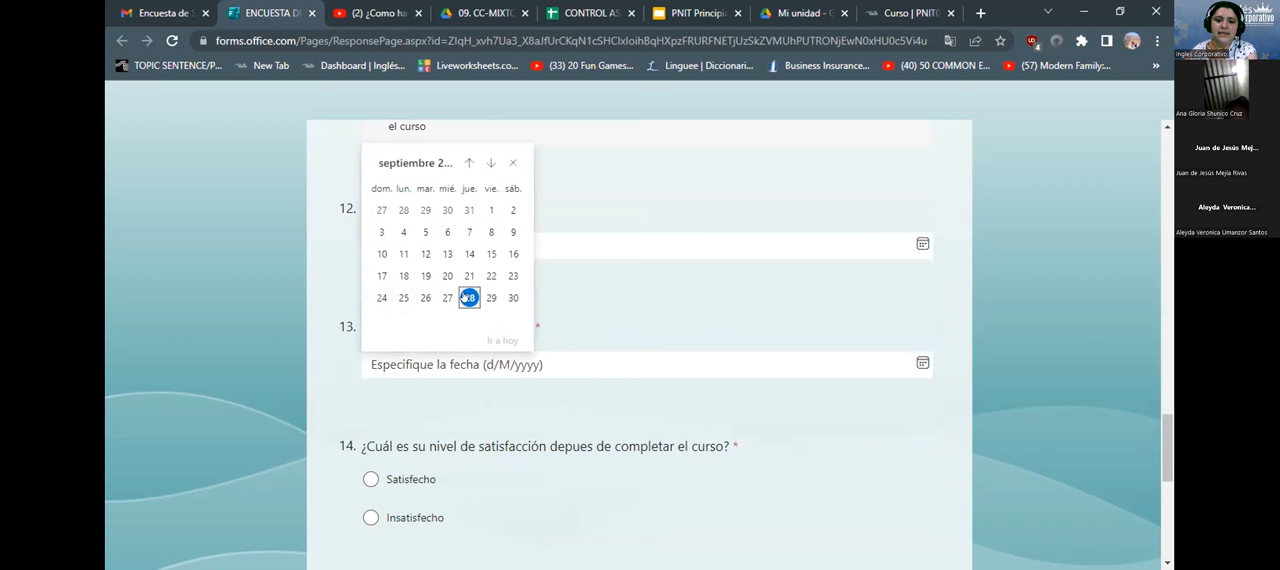 Encuesta de S
ENCUESTA DE
(2) ¿Como ha
09. CC-MIXTO
CONTROL AS
PNIT Principia
Mi unidad - G
Curso | PNIT0
forms.office.com/Pages/ResponsePage.aspx?id=
TOPIC SENTENCE/P...
New Tab
Dashboard | Inglés...
Liveworksheets.co...
(33) 20 Fun Games...
Linguee | Diccionari...
Business Insurance...
(40) 50 COMMON E...
(57) Modern Family:...
»
Ingles Corporativo
Ana Gloria Shunico Cruz
Juan de Jesús Mej...
Juan de Jesús Mejía Rivas
Aleyda Veronica...
Aleyda Veronica Umanzor Santos
el curso
septiembre 2...
dom. lun. mar. mié. jue. vie. sáb.
27 28 29 30 31 1 2
3 4 5 6 7 8 9
10 11 12 13 14 15 16
17 18 19 20 21 22 23
24 25 26 27 28 29 30
Ir a hoy
12.
13. *
Especifique la fecha (d/M/yyyy)
14. ¿Cuál es su nivel de satisfacción depues de completar el curso? *
Satisfecho
Insatisfecho